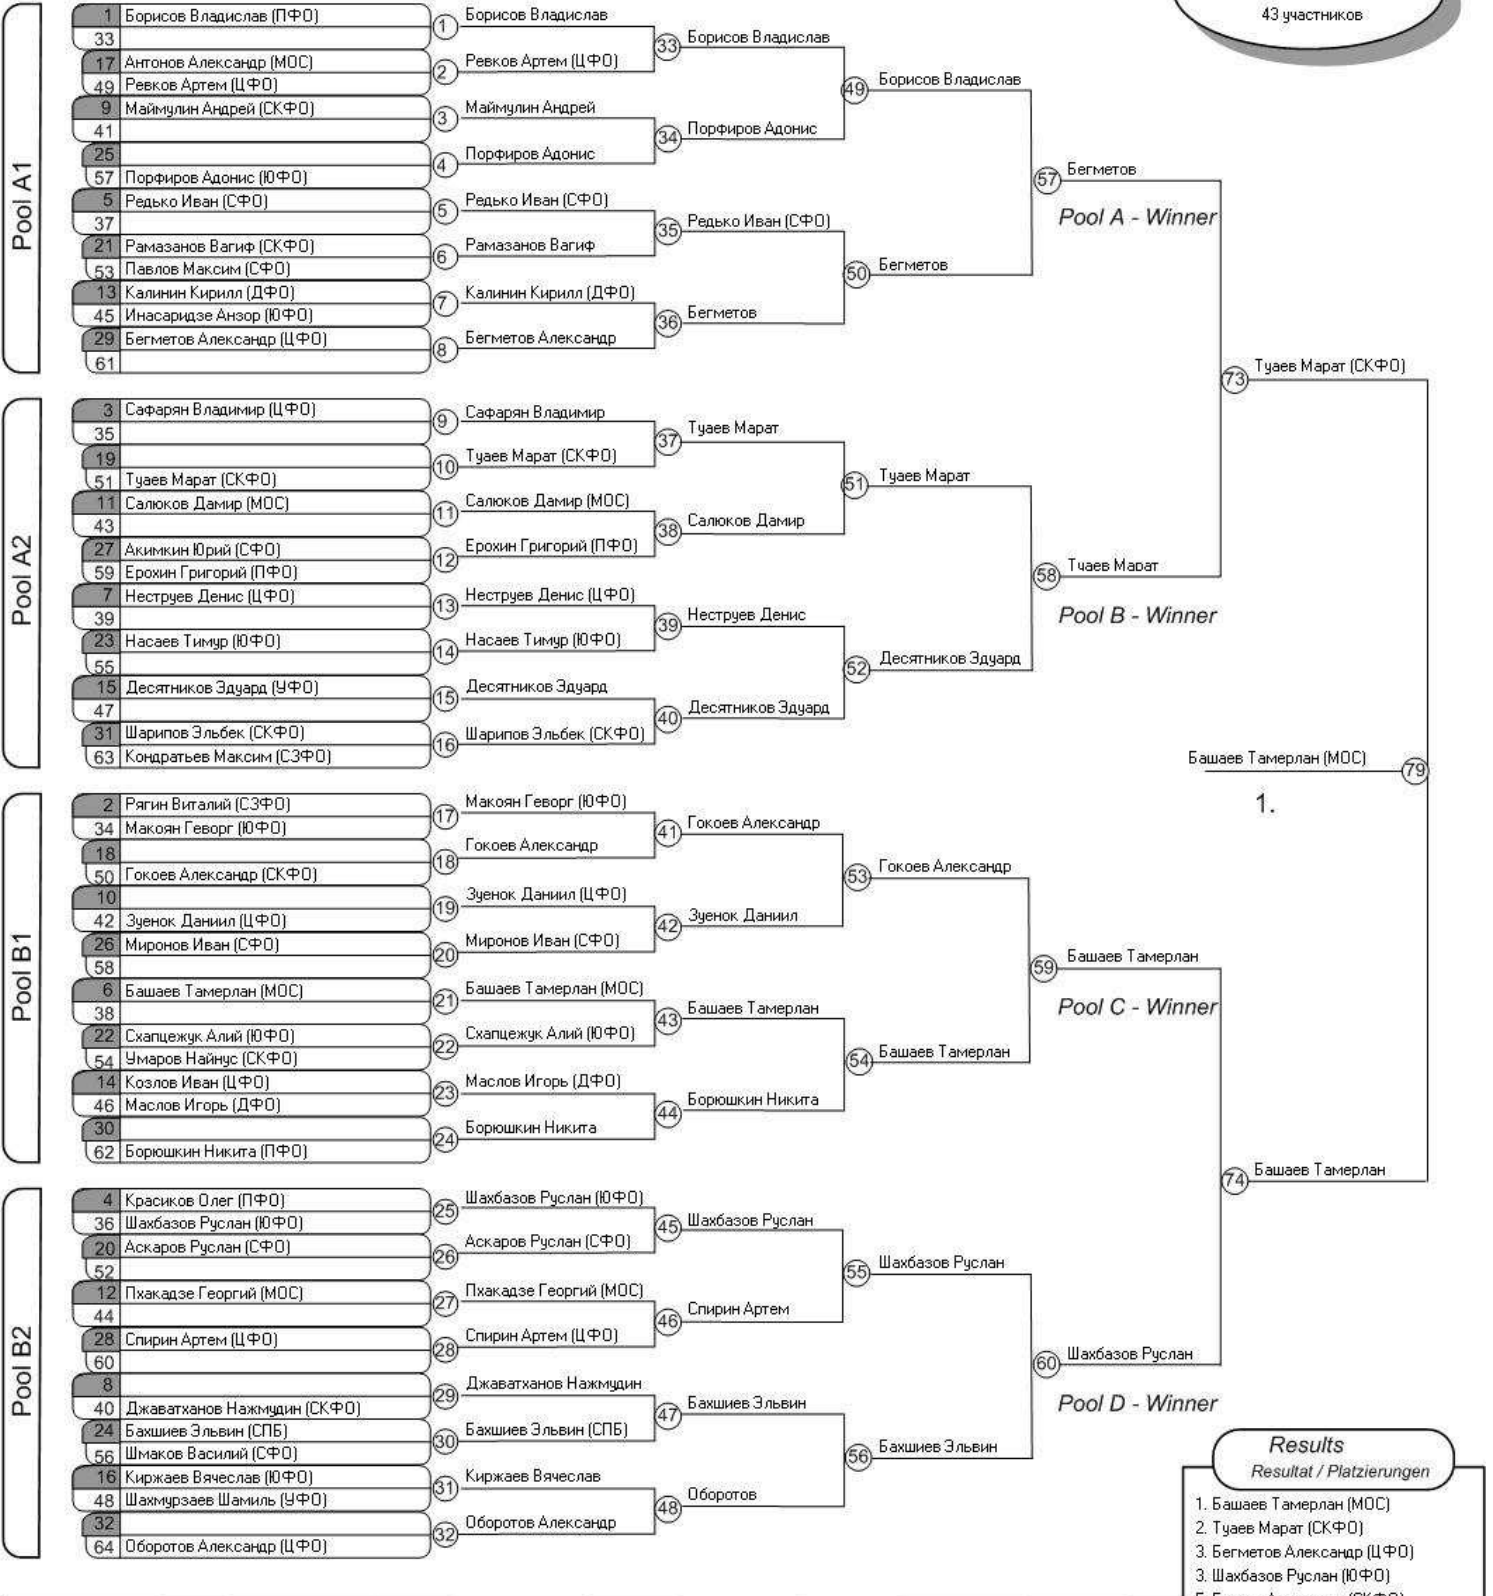 43 участников
Pool A1
1 Борисов Владислав (ПФО)
33
17 Антонов Александр (МОС)
49 Ревков Артем (ЦФО)
9 Маймулин Андрей (СКФО)
41
25
57 Порфиров Адонис (ЮФО)
5 Редько Иван (СФО)
37
21 Рамазанов Вагиф (СКФО)
53 Павлов Максим (СФО)
13 Калинин Кирилл (ДФО)
45 Инасаридзе Анзор (ЮФО)
29 Бегметов Александр (ЦФО)
61
1 Борисов Владислав
2 Ревков Артем (ЦФО)
3 Маймулин Андрей
4 Порфиров Адонис
5 Редько Иван (СФО)
6 Рамазанов Вагиф
7 Калинин Кирилл (ДФО)
8 Бегметов Александр
33 Борисов Владислав
34 Порфиров Адонис
35 Редько Иван (СФО)
36 Бегметов
49 Борисов Владислав
50 Бегметов
57 Бегметов
Pool A - Winner
Pool A2
3 Сафарян Владимир (ЦФО)
35
19
51 Туаев Марат (СКФО)
11 Салюков Дамир (МОС)
43
27 Акимкин Юрий (СФО)
59 Ерохин Григорий (ПФО)
7 Неструев Денис (ЦФО)
39
23 Насаев Тимур (ЮФО)
55
15 Десятников Эдуард (УФО)
47
31 Шарипов Эльбек (СКФО)
63 Кондратьев Максим (СЗФО)
9 Сафарян Владимир
10 Туаев Марат (СКФО)
11 Салюков Дамир (МОС)
12 Ерохин Григорий (ПФО)
13 Неструев Денис (ЦФО)
14 Насаев Тимур (ЮФО)
15 Десятников Эдуард
16 Шарипов Эльбек (СКФО)
37 Туаев Марат
38 Салюков Дамир
39 Неструев Денис
40 Десятников Эдуард
51 Туаев Марат
52 Десятников Эдуард
58 Туаев Марат
Pool B - Winner
73 Туаев Марат (СКФО)
Башаев Тамерлан (МОС) 79
1.
Pool B1
2 Рягин Виталий (СЗФО)
34 Макоян Геворг (ЮФО)
18
50 Гокоев Александр (СКФО)
10
42 Зуенок Даниил (ЦФО)
26 Миронов Иван (СФО)
58
6 Башаев Тамерлан (МОС)
38
22 Схапцежук Алий (ЮФО)
54 Умаров Найнус (СКФО)
14 Козлов Иван (ЦФО)
46 Маслов Игорь (ДФО)
30
62 Борюшкин Никита (ПФО)
17 Макоян Геворг (ЮФО)
18 Гокоев Александр
19 Зуенок Даниил (ЦФО)
20 Миронов Иван (СФО)
21 Башаев Тамерлан (МОС)
22 Схапцежук Алий (ЮФО)
23 Маслов Игорь (ДФО)
24 Борюшкин Никита
41 Гокоев Александр
42 Зуенок Даниил
43 Башаев Тамерлан
44 Борюшкин Никита
53 Гокоев Александр
54 Башаев Тамерлан
59 Башаев Тамерлан
Pool C - Winner
74 Башаев Тамерлан
Pool B2
4 Красиков Олег (ПФО)
36 Шахбазов Руслан (ЮФО)
20 Аскаров Руслан (СФО)
52
12 Пхакадзе Георгий (МОС)
44
28 Спирин Артем (ЦФО)
60
8
40 Джаватханов Нажмудин (СКФО)
24 Бахшиев Эльвин (СПБ)
56 Шмаков Василий (СФО)
16 Киржаев Вячеслав (ЮФО)
48 Шахмурзаев Шамиль (УФО)
32
64 Оборотов Александр (ЦФО)
25 Шахбазов Руслан (ЮФО)
26 Аскаров Руслан (СФО)
27 Пхакадзе Георгий (МОС)
28 Спирин Артем (ЦФО)
29 Джаватханов Нажмудин
30 Бахшиев Эльвин (СПБ)
31 Киржаев Вячеслав
32 Оборотов Александр
45 Шахбазов Руслан
46 Спирин Артем
47 Бахшиев Эльвин
48 Оборотов
55 Шахбазов Руслан
56 Бахшиев Эльвин
60 Шахбазов Руслан
Pool D - Winner
Results
Resultat / Platzierungen
1. Башаев Тамерлан (МОС)
2. Туаев Марат (СКФО)
3. Бегметов Александр (ЦФО)
3. Шахбазов Руслан (ЮФО)